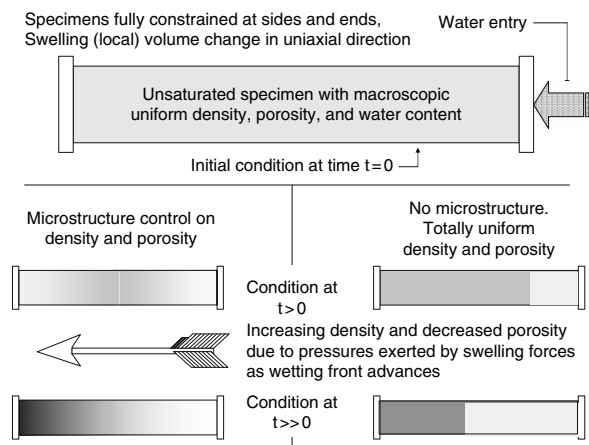 Specimens fully constrained at sides and ends,
Swelling (local) volume change in uniaxial direction
Water entry
Unsaturated specimen with macroscopic
uniform density, porosity, and water content
Initial condition at time t=0
Microstructure control on
density and porosity
No microstructure.
Totally uniform
density and porosity
Condition at
t>0
Increasing density and decreased porosity
due to pressures exerted by swelling forces
as wetting front advances
Condition at
t>>0